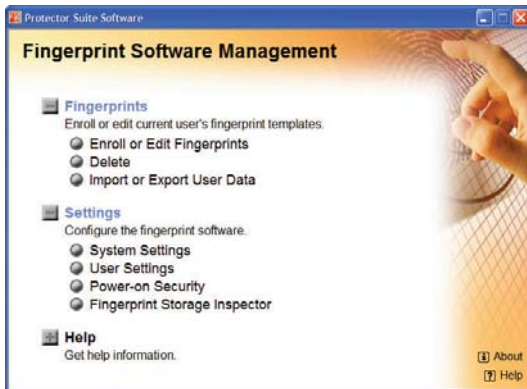 Protector Suite Software
Fingerprint Software Management
Fingerprints
Enroll or edit current user's fingerprint templates.
Enroll or Edit Fingerprints
Delete
Import or Export User Data
Settings
Configure the fingerprint software.
System Settings
User Settings
Power-on Security
Fingerprint Storage Inspector
Help
Get help information.
About
Help